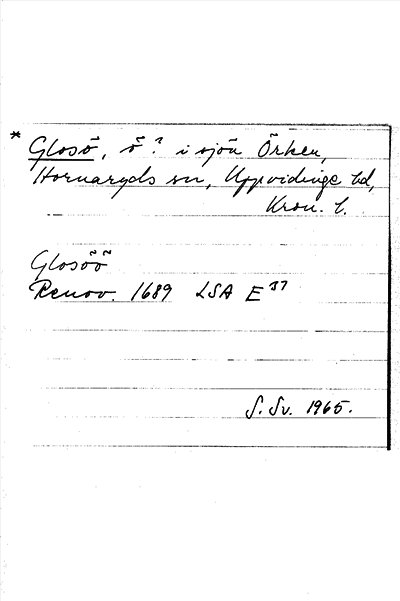 * Glosö, ö? i sjön Örken,
Hornaryds sn, Uppvidinge hd,
Kron. l.
Glosöö
Renov. 1689 LSA E 37
S. Sv. 1965.